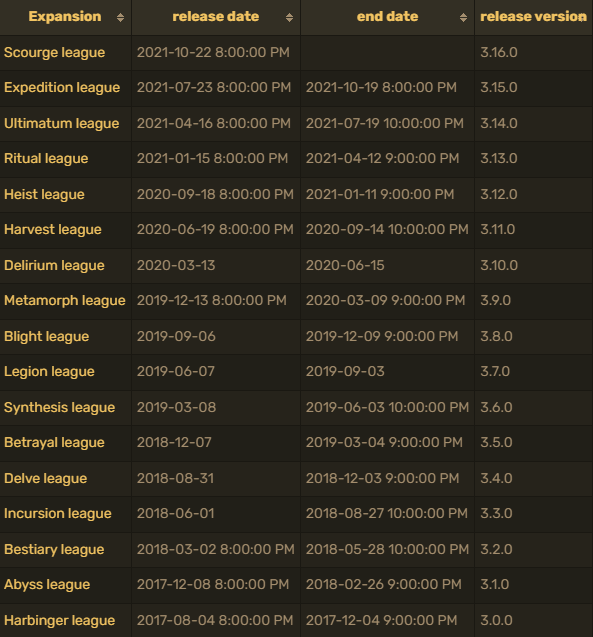 Expansion release date end date release version
Scourge league 2021-10-22 8:00:00 PM 3.16.0
Expedition league 2021-07-23 8:00:00 PM 2021-10-19 8:00:00 PM 3.15.0
Ultimatum league 2021-04-16 8:00:00 PM 2021-07-19 10:00:00 PM 3.14.0
Ritual league 2021-01-15 8:00:00 PM 2021-04-12 9:00:00 PM 3.13.0
Heist league 2020-09-18 8:00:00 PM 2021-01-11 9:00:00 PM 3.12.0
Harvest league 2020-06-19 8:00:00 PM 2020-09-14 10:00:00 PM 3.11.0
Delirium league 2020-03-13 2020-06-15 3.10.0
Metamorph league 2019-12-13 8:00:00 PM 2020-03-09 9:00:00 PM 3.9.0
Blight league 2019-09-06 2019-12-09 9:00:00 PM 3.8.0
Legion league 2019-06-07 2019-09-03 3.7.0
Synthesis league 2019-03-08 2019-06-03 10:00:00 PM 3.6.0
Betrayal league 2018-12-07 2019-03-04 9:00:00 PM 3.5.0
Delve league 2018-08-31 2018-12-03 9:00:00 PM 3.4.0
Incursion league 2018-06-01 2018-08-27 10:00:00 PM 3.3.0
Bestiary league 2018-03-02 8:00:00 PM 2018-05-28 10:00:00 PM 3.2.0
Abyss league 2017-12-08 8:00:00 PM 2018-02-26 9:00:00 PM 3.1.0
Harbinger league 2017-08-04 8:00:00 PM 2017-12-04 9:00:00 PM 3.0.0